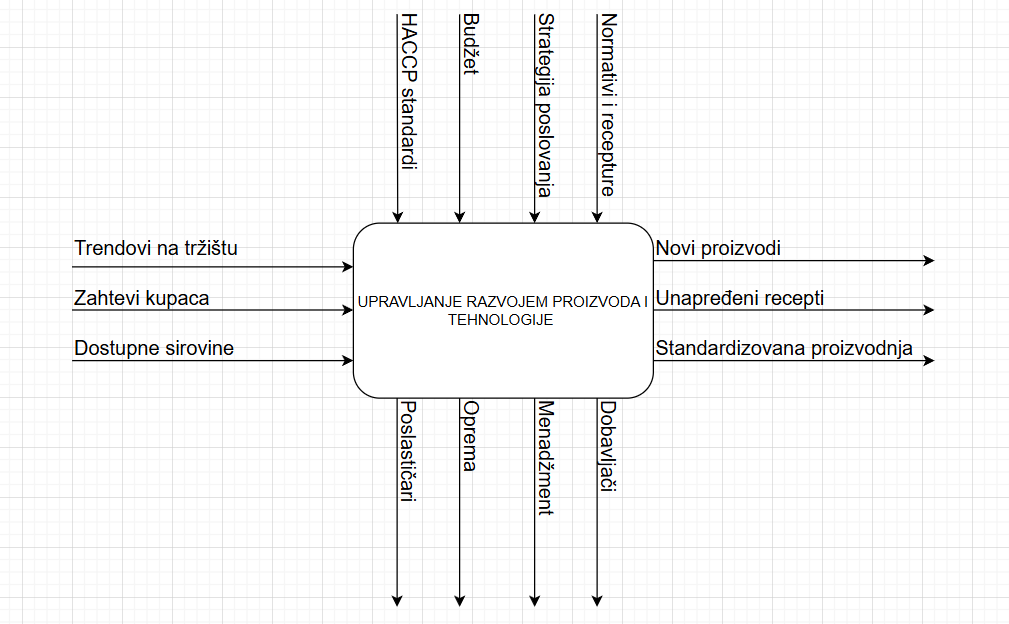 HACCP standardi
Budžet
Strategija poslovanja
Normativi i recepture
Trendovi na tržištu
Zahtevi kupaca
Dostupne sirovine
UPRAVLJANJE RAZVOJEM PROIZVODA I
TEHNOLOGIJE
Novi proizvodi
Unapređeni recepti
Standardizovana proizvodnja
Poslastičari
Oprema
Menadžment
Dobavljači